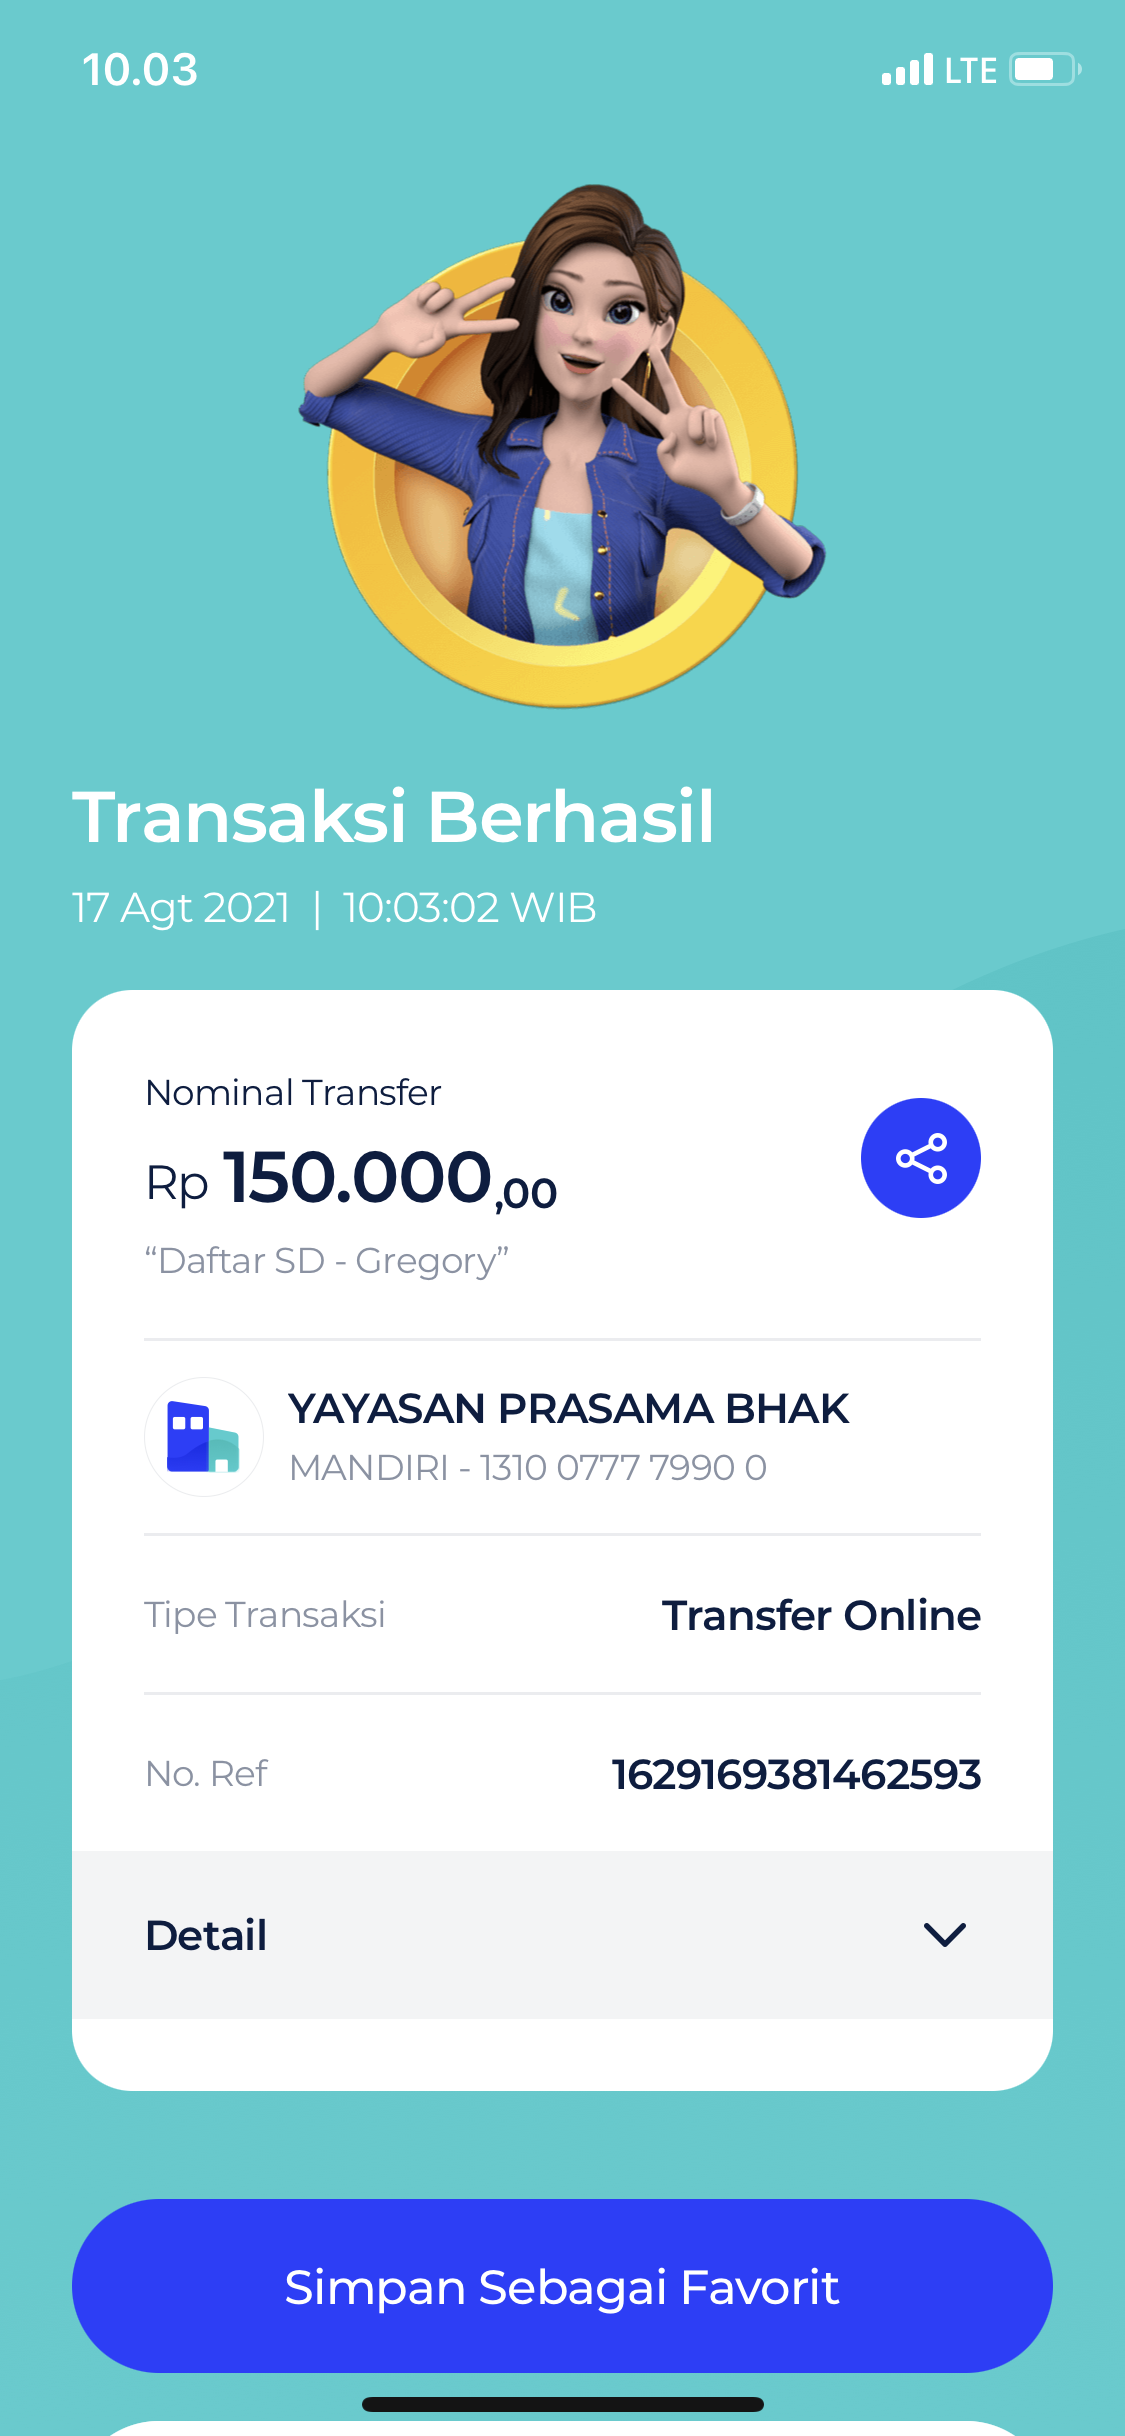 10.03
LTE
Transaksi Berhasil
17 Agt 2021 | 10:03:02 WIB
Nominal Transfer
Rp 150.000,00
“Daftar SD - Gregory”
YAYASAN PRASAMA BHAK
MANDIRI - 1310 0777 7990 0
Tipe Transaksi Transfer Online
No. Ref 1629169381462593
Detail
Simpan Sebagai Favorit